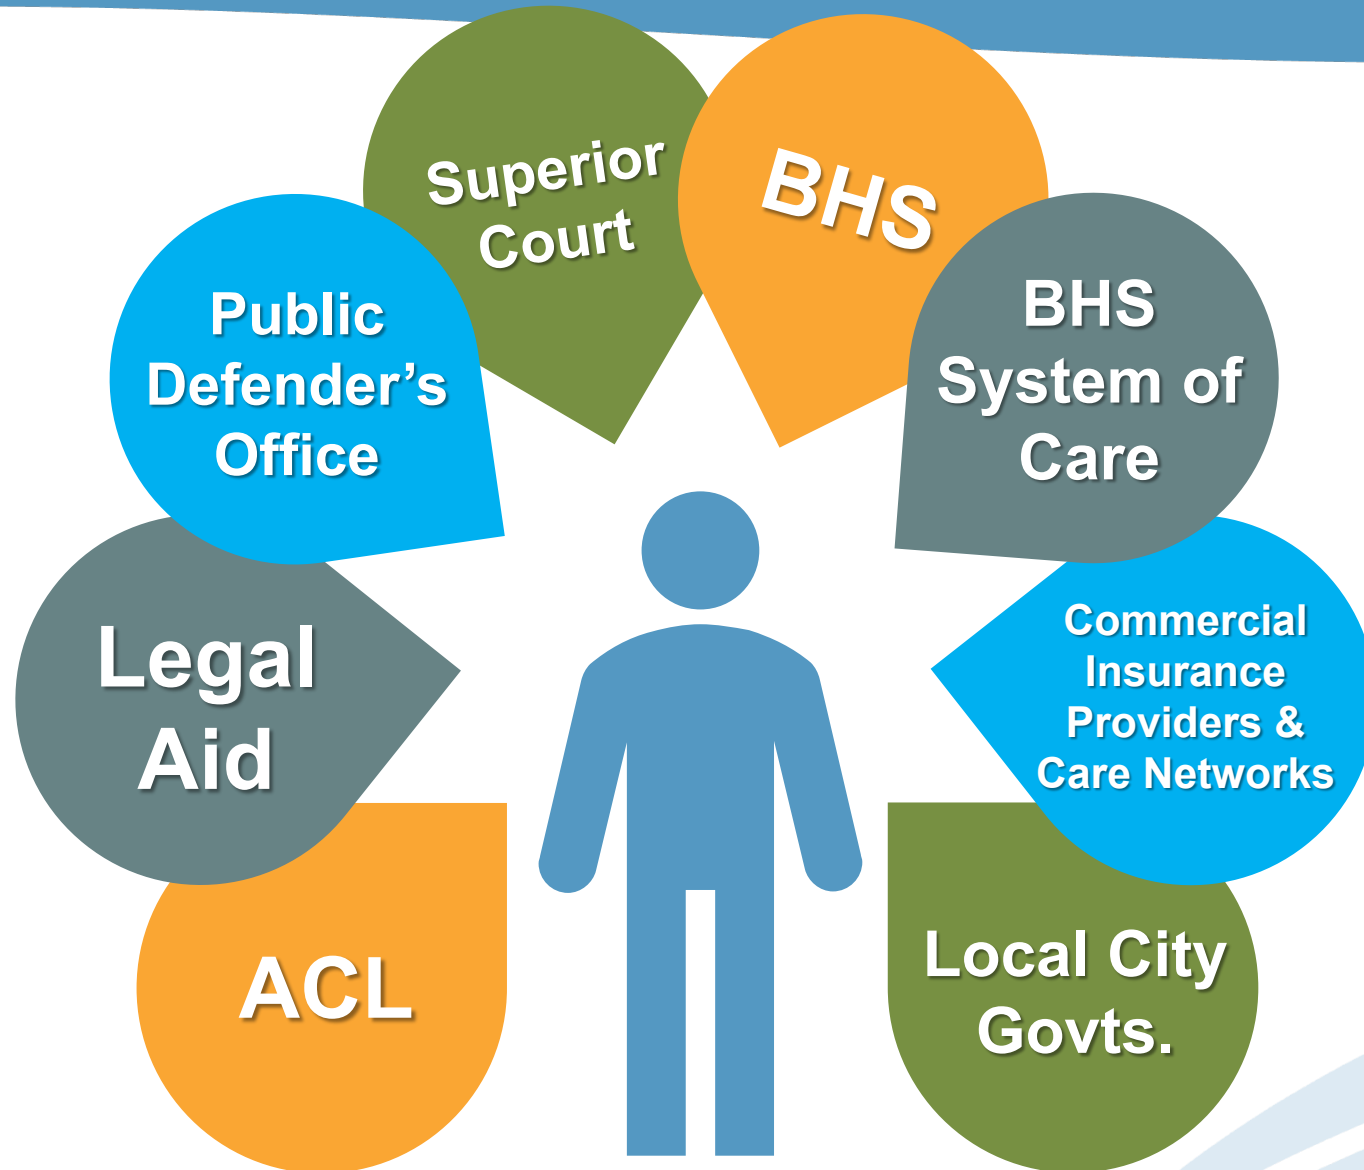 Superior
Court
BHS
Public
Defender’s
Office
BHS
System of
Care
Legal
Aid
Commercial
Insurance
Providers &
Care Networks
ACL
Local City
Govts.